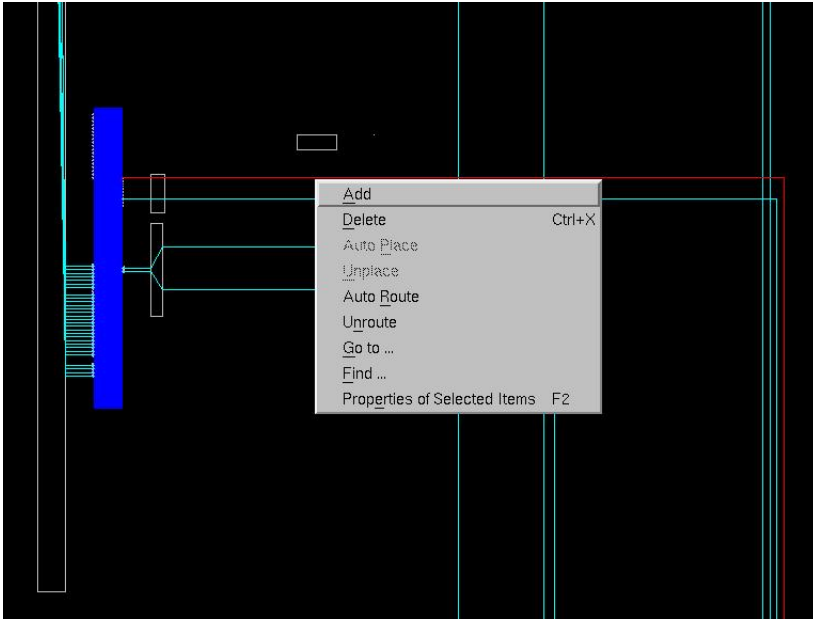 Add
Delete Ctrl+X
Auto Place
Unplace
Auto Route
Unroute
Go to ...
Find ...
Properties of Selected Items F2